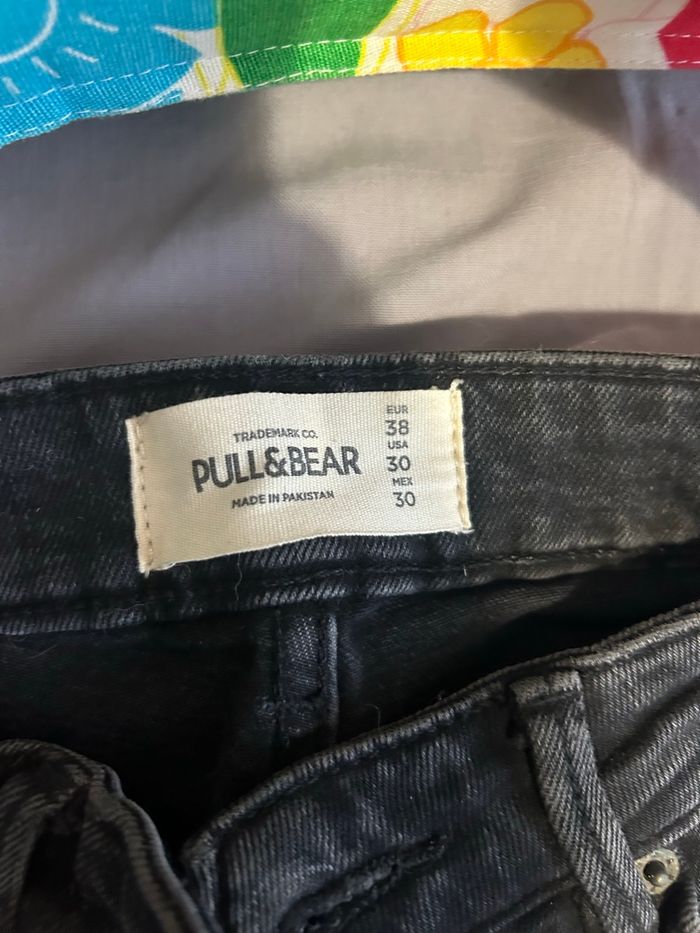 TRADEMARK CO.
PULL&BEAR
MADE IN PAKISTAN
EUR
38
USA
30
MEX
30